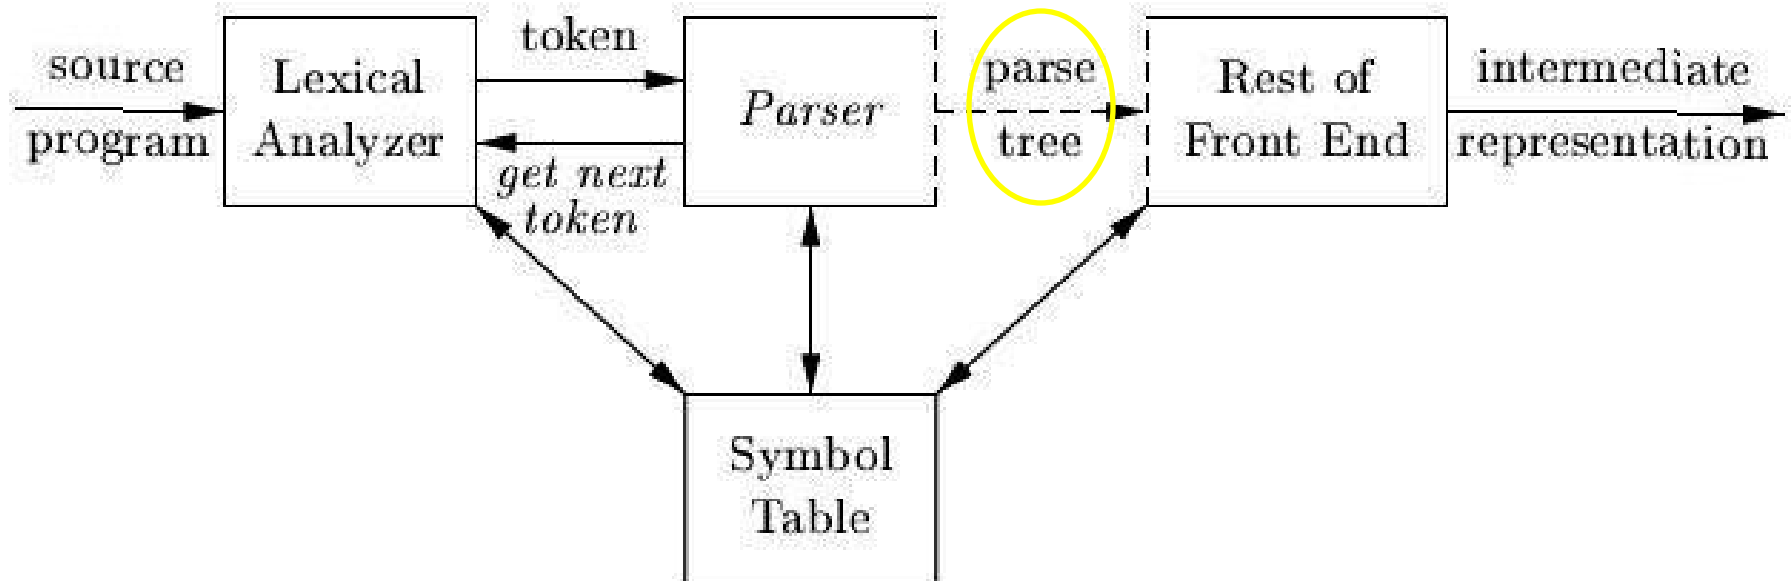 source
program
Lexical
Analyzer
token
get next
token
Parser
parse
tree
Rest of
Front End
intermediate
representation
Symbol
Table